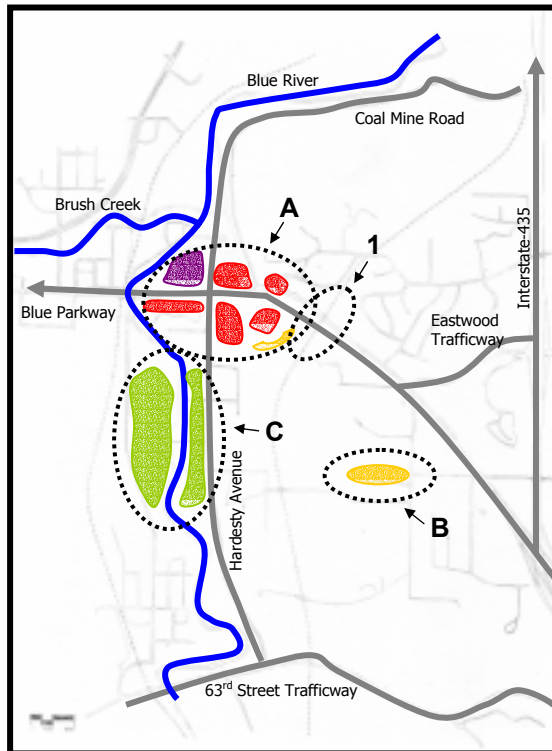 Blue River
Coal Mine Road
Brush Creek
A
1
Interstate-435
Blue Parkway
Eastwood
Trafficway
C
B
Hardesty Avenue
63rd Street Trafficway